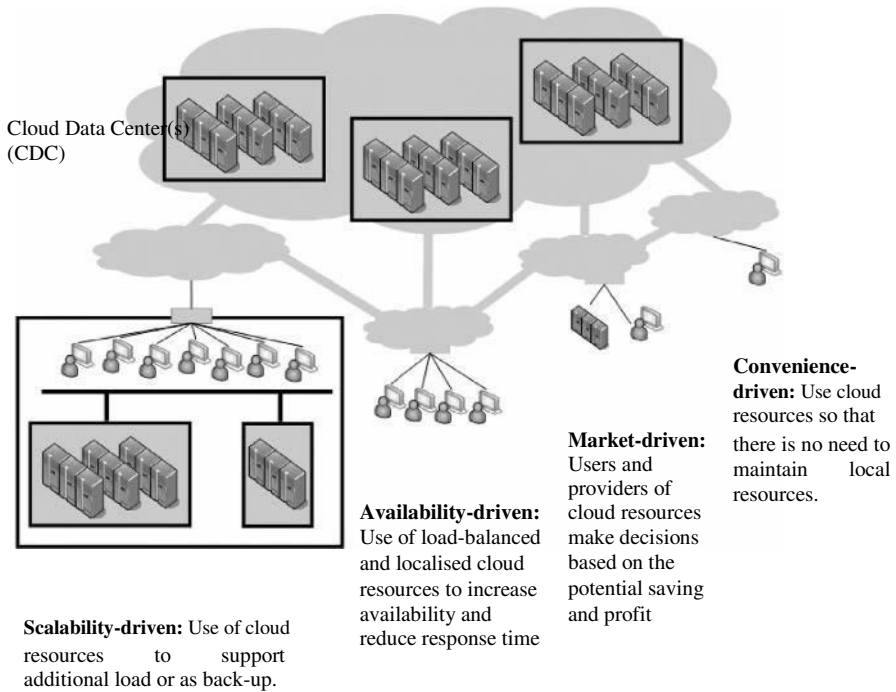 Cloud Data Center(s)
(CDC)
Convenience-
driven: Use cloud
resources so that
there is no need to
maintain local
resources.
Market-driven:
Users and
providers of
cloud resources
make decisions
based on the
potential saving
and profit
Availability-driven:
Use of load-balanced
and localised cloud
resources to increase
availability and
reduce response time
Scalability-driven: Use of cloud
resources to support
additional load or as back-up.